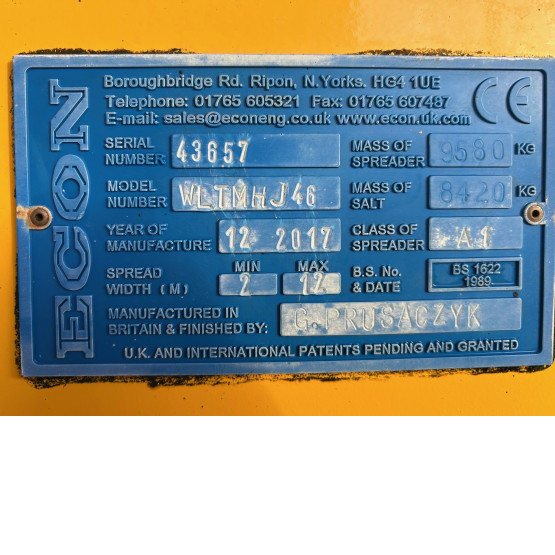 ECON
Boroughbridge Rd. Ripon, N.Yorks. HG4 1UE
Telephone: 01765 605321 Fax: 01765 607487
E-mail: sales@econeng.co.uk www.econ.uk.com
CE
SERIAL NUMBER 43657 MASS OF SPREADER 9580 KG
MODEL NUMBER WLTMHJ46 MASS OF SALT 8420 KG
YEAR OF MANUFACTURE 12 2012 CLASS OF SPREADER A1
SPREAD WIDTH (M) MIN 2 MAX 12 B.S. No. & DATE BS 1622 1989
MANUFACTURED IN BRITAIN & FINISHED BY: G.PRUSACZYK
U.K. AND INTERNATIONAL PATENTS PENDING AND GRANTED